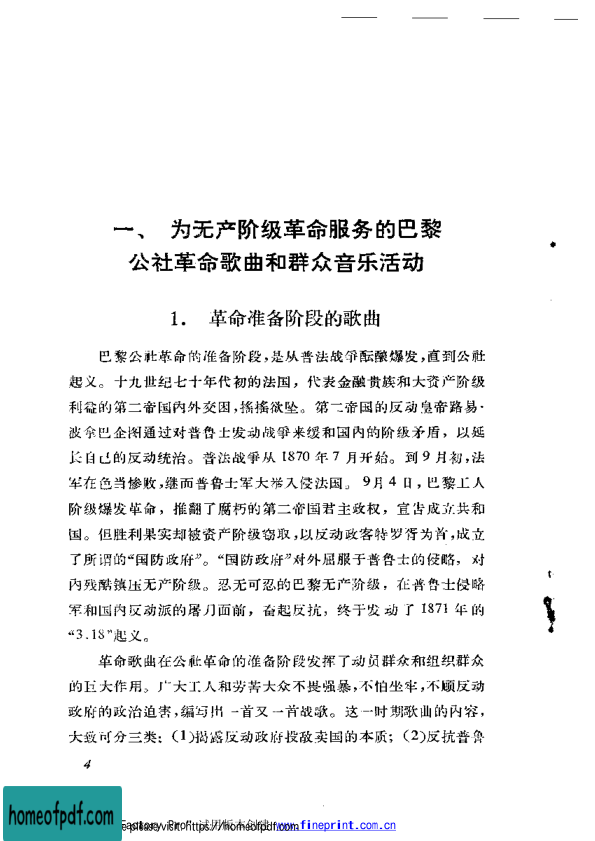 一、 为无产阶级革命服务的巴黎
公社革命歌曲和群众音乐活动
1. 革命准备阶段的歌曲
巴黎公社革命的准备阶段,是从普法战争酝酿爆发,直到公社
起义。十九世纪七十年代初的法国,代表金融贵族和大资产阶级
利益的第二帝国内外交困,摇摇欲坠。第二帝国的反动皇帝路易·
波拿巴企图通过对普鲁士发动战争来缓和国内的阶级矛盾,以延
长自己的反动统治。普法战争从1870年7月开始。到9月初,法
军在色当惨败,继而普鲁士军大举入侵法国。9月4日,巴黎工人
阶级爆发革命,推翻了腐朽的第二帝国君主政权,宣告成立共和
国。但胜利果实却被资产阶级窃取,以反动政客特罗胥为首,成立
了所谓的“国防政府”。“国防政府”对外屈服于普鲁士的侵略,对
内残酷镇压无产阶级。忍无可忍的巴黎无产阶级,在普鲁士侵略
军和国内反动派的屠刀面前,奋起反抗,终于发动了1871年的
“3.18”起义。
革命歌曲在公社革命的准备阶段发挥了动员群众和组织群众
的巨大作用。广大工人和劳苦大众不畏强暴,不怕坐牢,不顾反动
政府的政治迫害,编写出一首又一首战歌。这一时期歌曲的内容,
大致可分三类:(1)揭露反动政府投敌卖国的本质;(2)反抗普鲁
4
homeofpdf.com
Factory Pro" 试用版本创建 www.fineprint.com.cn
please visit: https://homeofpdf.com